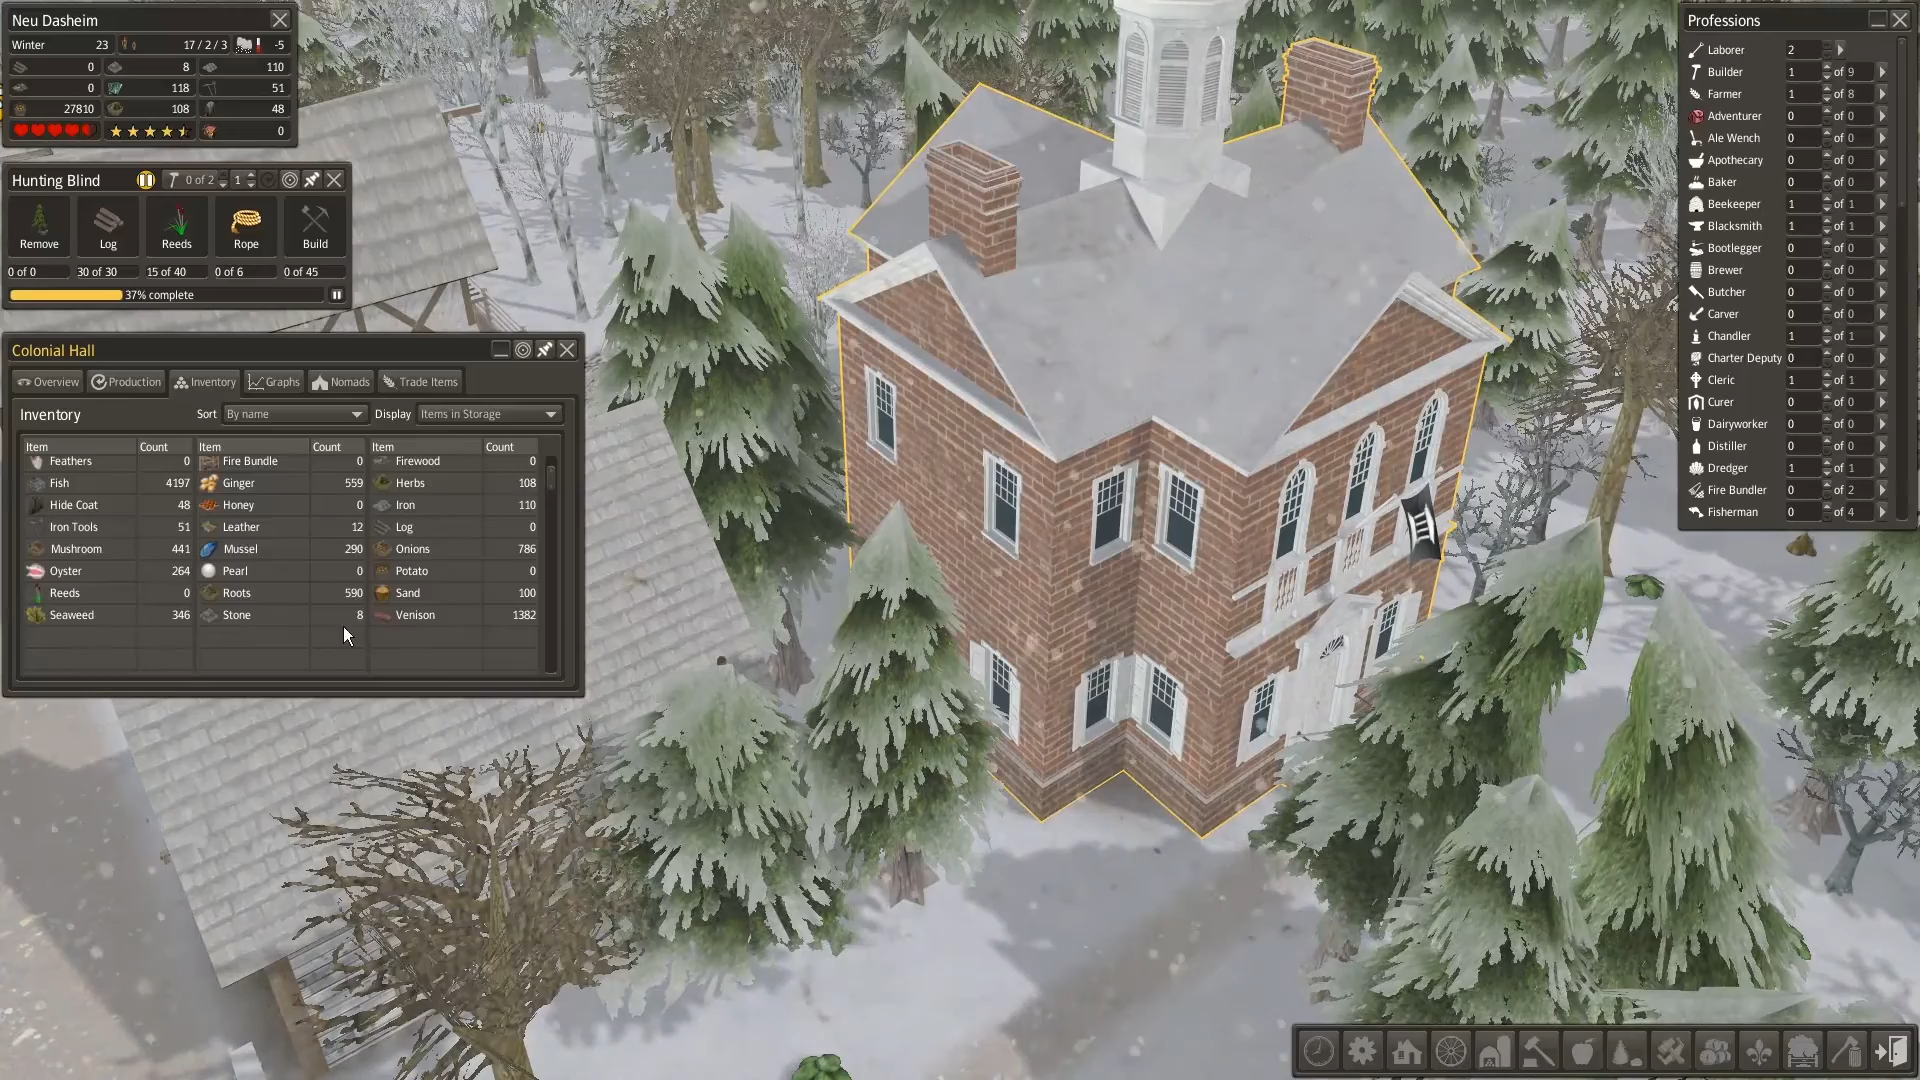 Neu Dasheim
Winter 23 17 / 2 / 3 -5
0 8 110
0 118 51
27810 108 48
0
Hunting Blind 0 of 2 1
Remove Log Reeds Rope Build
0 of 0 30 of 30 15 of 40 0 of 6 0 of 45
37% complete
Colonial Hall
Overview Production Inventory Graphs Nomads Trade Items
Inventory Sort By name Display Items in Storage
Item Count Item Count Item Count
Feathers 0 Fire Bundle 0 Firewood 0
Fish 4197 Ginger 559 Herbs 108
Hide Coat 48 Honey 0 Iron 110
Iron Tools 51 Leather 12 Log 0
Mushroom 441 Mussel 290 Onions 786
Oyster 264 Pearl 0 Potato 0
Reeds 0 Roots 590 Sand 100
Seaweed 346 Stone 8 Venison 1382
Professions
Laborer 2
Builder 1 of 9
Farmer 1 of 8
Adventurer 0 of 0
Ale Wench 0 of 0
Apothecary 0 of 0
Baker 0 of 0
Beekeeper 1 of 1
Blacksmith 1 of 1
Bootlegger 0 of 0
Brewer 0 of 0
Butcher 0 of 0
Carver 0 of 0
Chandler 1 of 1
Charter Deputy 0 of 0
Cleric 1 of 1
Curer 0 of 0
Dairyworker 0 of 0
Distiller 0 of 0
Dredger 1 of 1
Fire Bundler 0 of 2
Fisherman 0 of 4